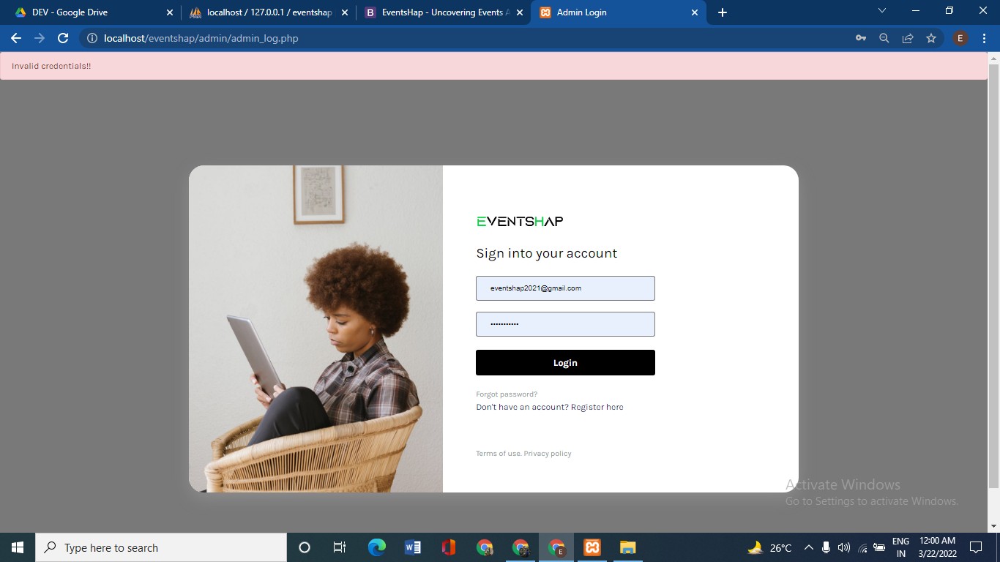 DEV - Google Drive
localhost / 127.0.0.1 / eventshap
EventsHap - Uncovering Events A
Admin Login
localhost/eventshap/admin/admin_log.php
E
Invalid credentials!!
EVENTSHAP
Sign into your account
eventshap2021@gmail.com
Login
Forgot password?
Don't have an account? Register here
Terms of use. Privacy policy
Activate Windows
Go to Settings to activate Windows.
Type here to search
26°C
ENG
IN
12:00 AM
3/22/2022